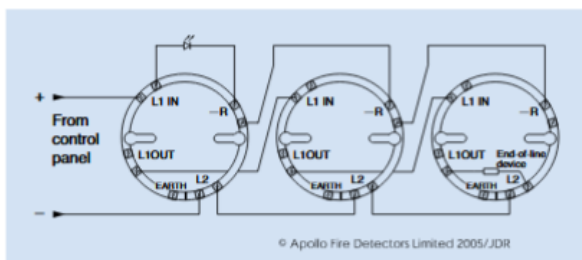 +
From
control
panel
−
L1 IN
−R
L1OUT
L2
EARTH
L1 IN
−R
L1OUT
L2
EARTH
L1 IN
−R
L1OUT
End-of-line
device
L2
EARTH
© Apollo Fire Detectors Limited 2005/JDR